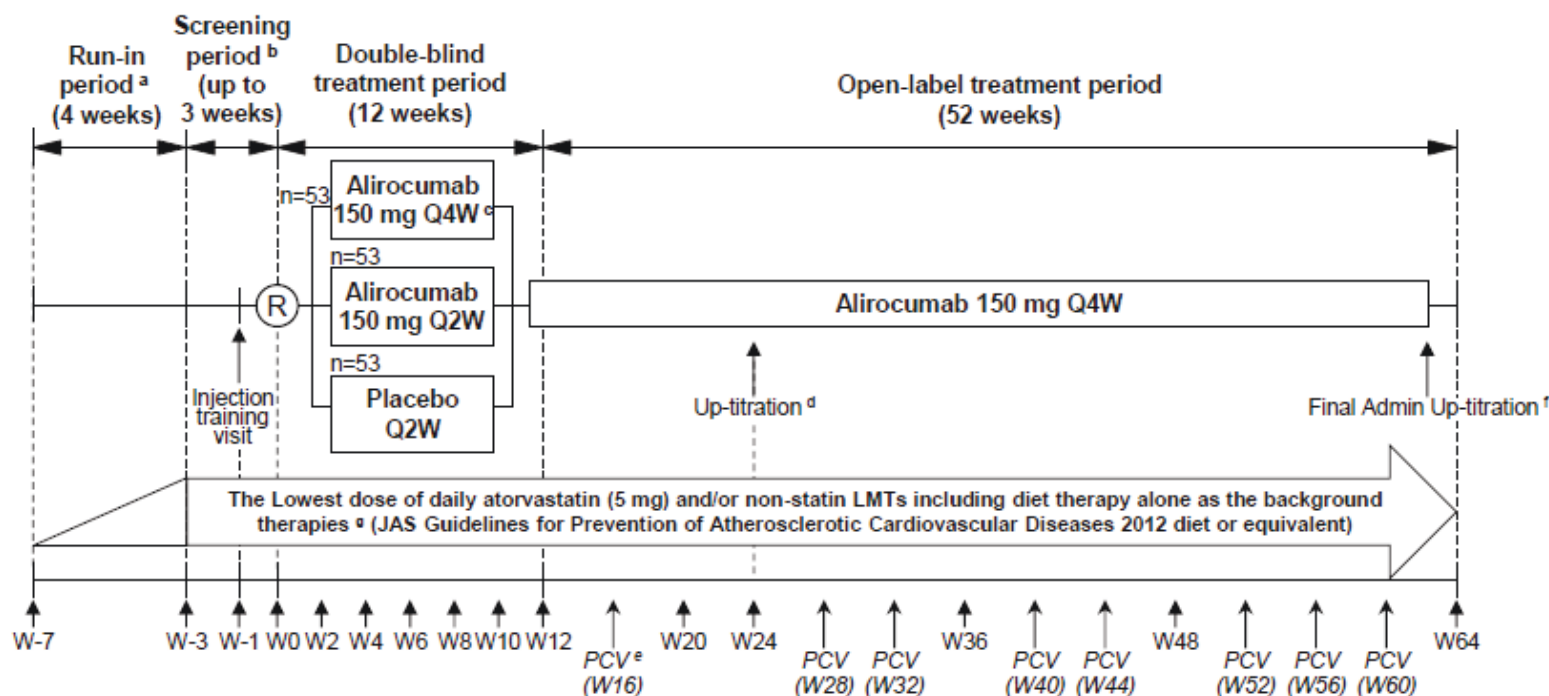 Run-in
period a
(4 weeks)
Screening
period b
(up to
3 weeks)
Double-blind
treatment period
(12 weeks)
Open-label treatment period
(52 weeks)
n=53
Alirocumab
150 mg Q4W c
n=53
Alirocumab
150 mg Q2W
n=53
Placebo
Q2W
R
Alirocumab 150 mg Q4W
Injection
training
visit
Up-titration d
Final Admin Up-titration f
The Lowest dose of daily atorvastatin (5 mg) and/or non-statin LMTs including diet therapy alone as the background
therapies g (JAS Guidelines for Prevention of Atherosclerotic Cardiovascular Diseases 2012 diet or equivalent)
W-7 W-3 W-1 W0 W2 W4 W6 W8 W10 W12 W20 W24 W36 W48 W64
PCV e PCV PCV PCV PCV PCV PCV PCV
(W16) (W28) (W32) (W40) (W44) (W52) (W56) (W60)